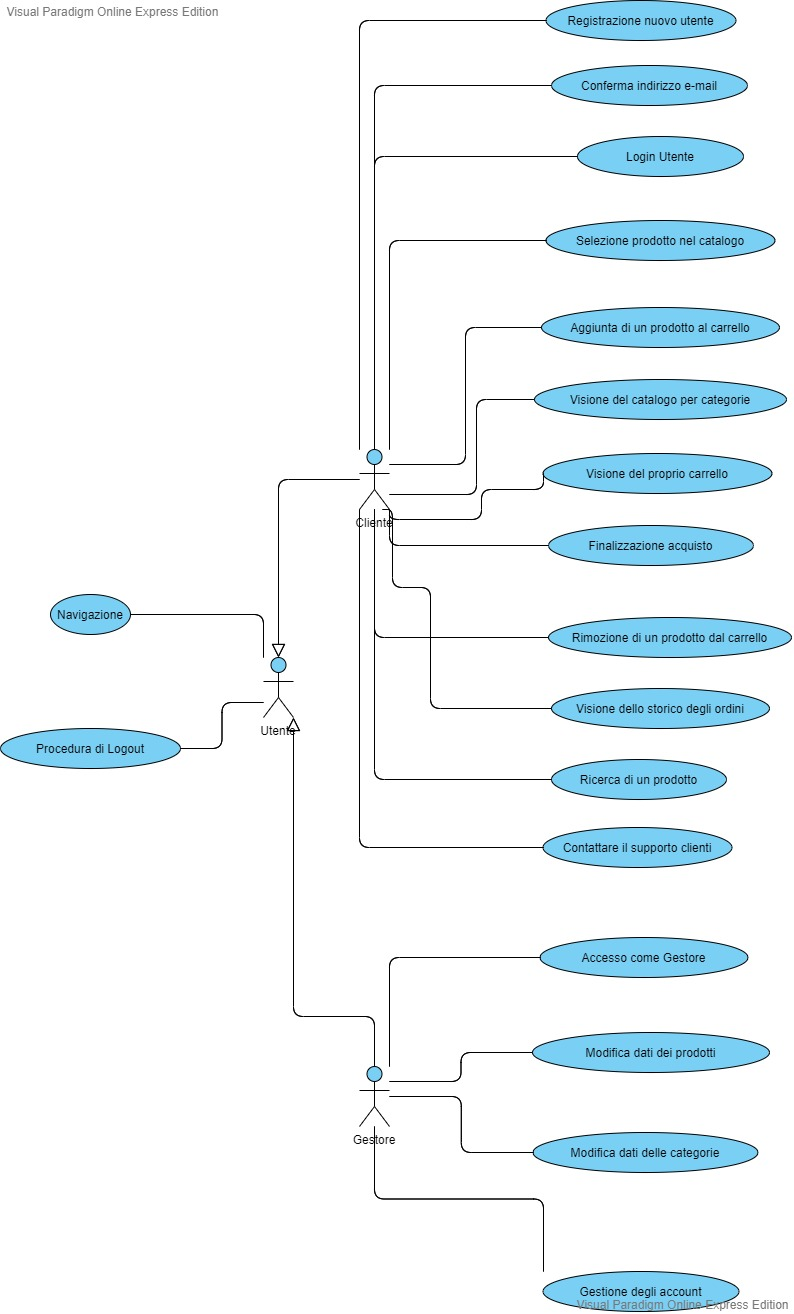 Visual Paradigm Online Express Edition
Registrazione nuovo utente
Conferma indirizzo e-mail
Login Utente
Selezione prodotto nel catalogo
Aggiunta di un prodotto al carrello
Visione del catalogo per categorie
Visione del proprio carrello
Cliente
Finalizzazione acquisto
Navigazione
Rimozione di un prodotto dal carrello
Visione dello storico degli ordini
Utente
Procedura di Logout
Ricerca di un prodotto
Contattare il supporto clienti
Accesso come Gestore
Modifica dati dei prodotti
Gestore
Modifica dati delle categorie
Gestione degli account
Visual Paradigm Online Express Edition